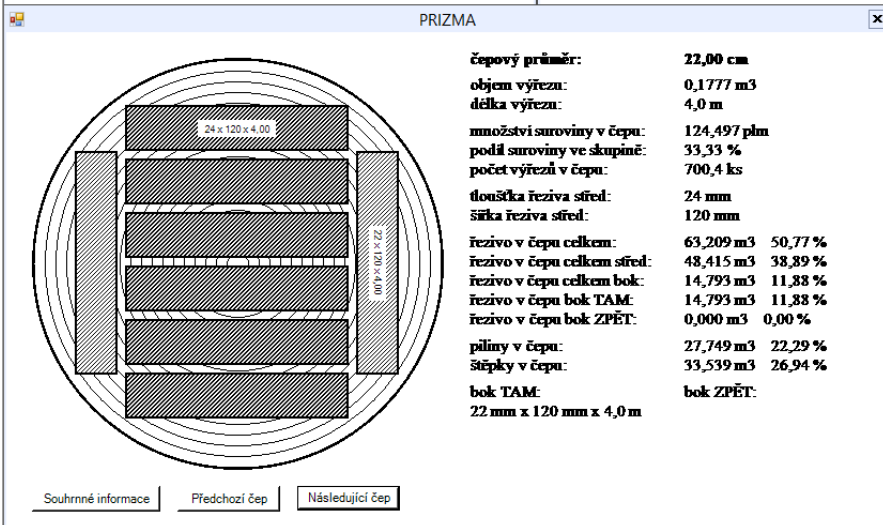 PRIZMA
24 x 120 x 4,00
22 x 120 x 4,00
čepový průměr: 22,00 cm
objem výřezu: 0,1777 m3
délka výřezu: 4,0 m
množství suroviny v čepu: 124,497 plm
podíl suroviny ve skupině: 33,33 %
počet výřezů v čepu: 700,4 ks
tloušťka řeziva střed: 24 mm
šířka řeziva střed: 120 mm
řezivo v čepu celkem: 63,209 m3 50,77 %
řezivo v čepu celkem střed: 48,415 m3 38,89 %
řezivo v čepu celkem bok: 14,793 m3 11,88 %
řezivo v čepu bok TAM: 14,793 m3 11,88 %
řezivo v čepu bok ZPĚT: 0,000 m3 0,00 %
piliny v čepu: 27,749 m3 22,29 %
štěpky v čepu: 33,539 m3 26,94 %
bok TAM: bok ZPĚT:
22 mm x 120 mm x 4,0 m
Souhrnné informace Předchozí čep Následující čep